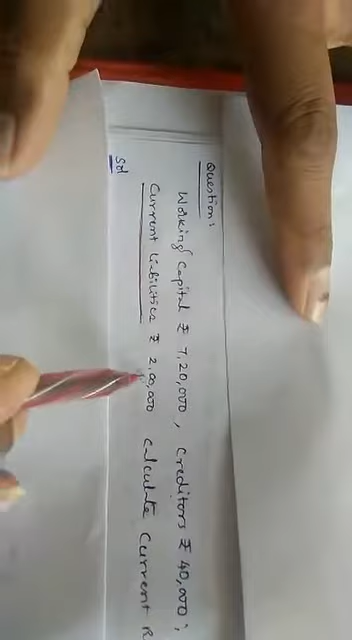 Question:
Working Capital ₹ 7,20,000, Creditors ₹ 40,000,
Current liabilities ₹ 2,00,000 Calculate Current R
Sol